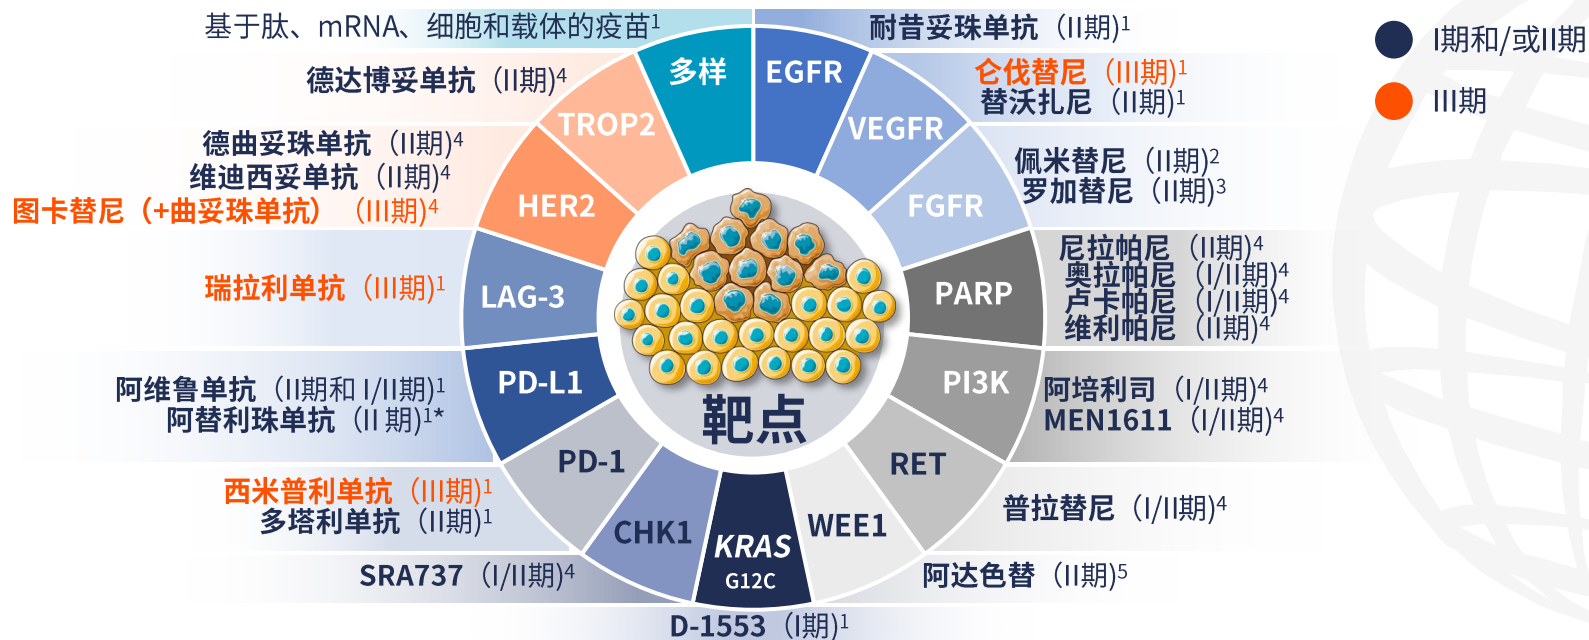 基于肽、mRNA、细胞和载体的疫苗1
多样
EGFR
耐昔妥珠单抗（II期)1
I期和/或II期
III期
德达博妥单抗（II期)4
TROP2
VEGFR
仑伐替尼（III期)1
替沃扎尼（II期)1
德曲妥珠单抗（II期)4
维迪西妥单抗（II期)4
图卡替尼（+曲妥珠单抗）（III期)4
HER2
FGFR
佩米替尼（II期)2
罗加替尼（II期)3
瑞拉利单抗（III期)1
LAG-3
PARP
尼拉帕尼（II期)4
奥拉帕尼（I/II期)4
卢卡帕尼（I/II期)4
维利帕尼（II期)4
阿维鲁单抗（II期和 I/II期)1
阿替利珠单抗（II 期)1*
PD-L1
靶点
PI3K
阿培利司（I/II期)4
MEN1611（I/II期)4
西米普利单抗（III期)1
多塔利单抗（II期)1
PD-1
RET
普拉替尼（I/II期)4
SRA737（I/II期)4
CHK1
KRAS
G12C
WEE1
阿达色替（II期)5
D-1553（I期)1